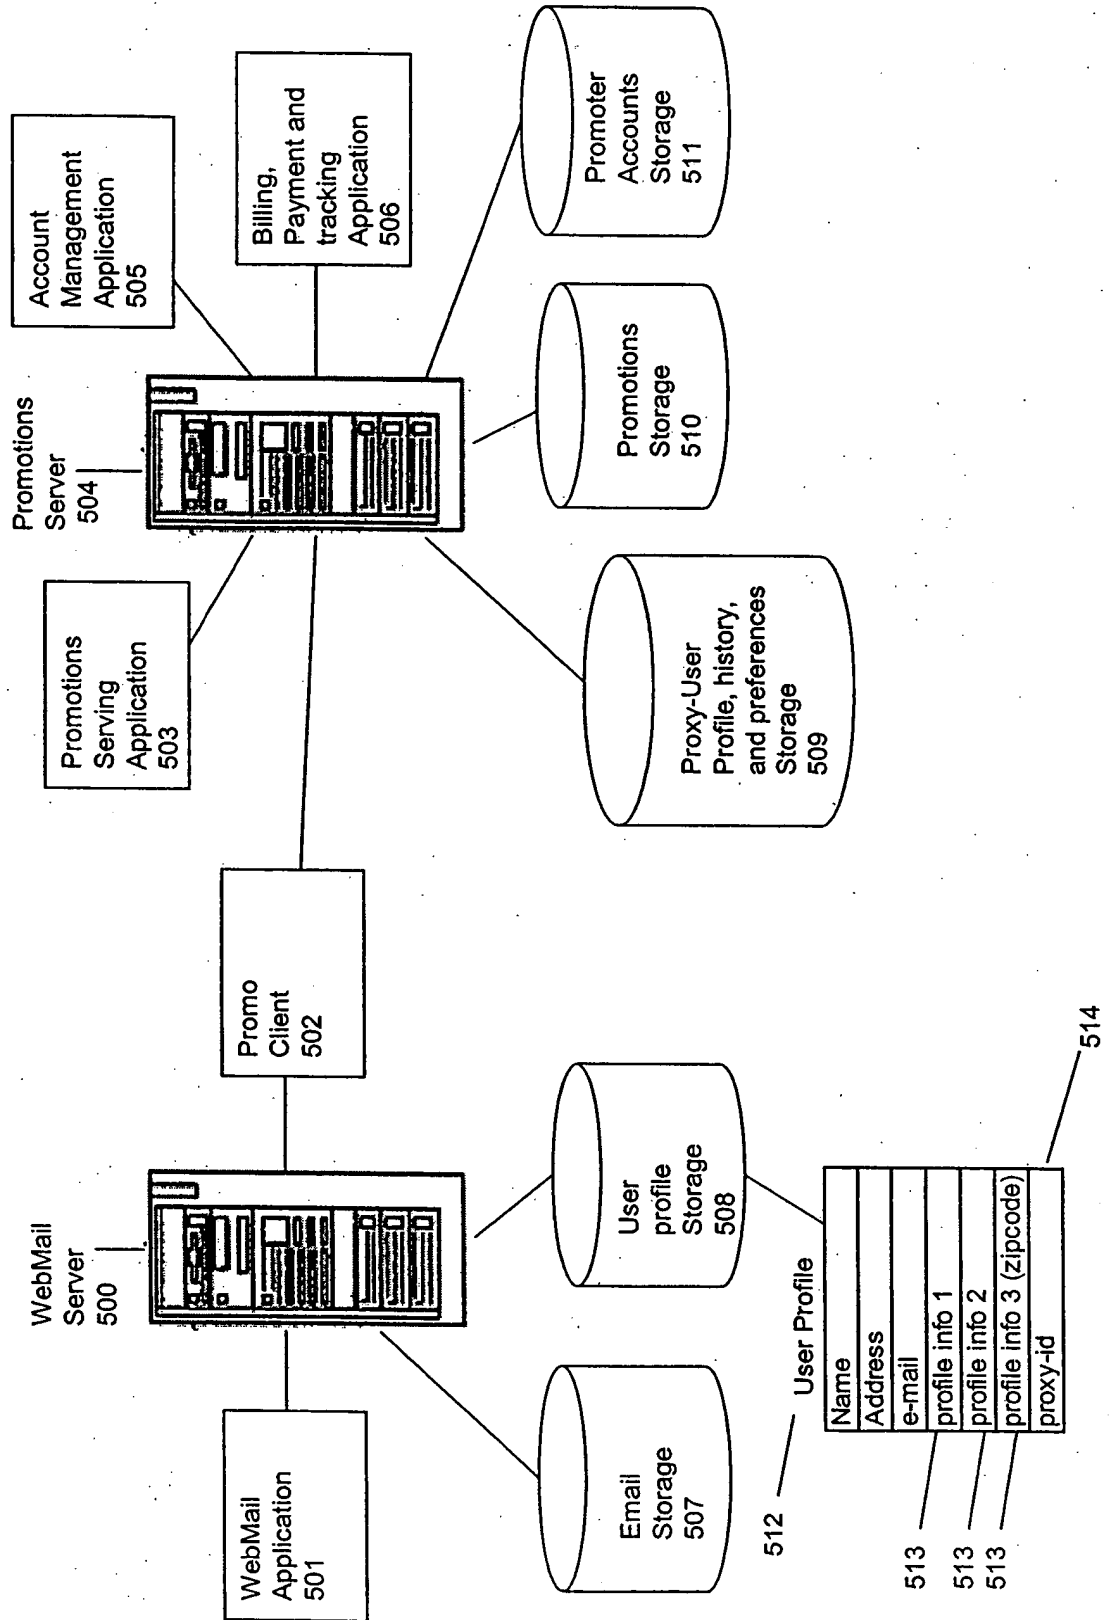 WebMail
Server
500
WebMail
Application
501
Promo
Client
502
Promotions
Serving
Application
503
Promotions
Server
504
Account
Management
Application
505
Billing,
Payment and
tracking
Application
506
Email
Storage
507
User
profile
Storage
508
Proxy-User
Profile, history,
and preferences
Storage
509
Promotions
Storage
510
Promoter
Accounts
Storage
511
512
User Profile
Name
Address
e-mail
profile info 1
profile info 2
profile info 3 (zipcode)
proxy-id
513
513
513
514